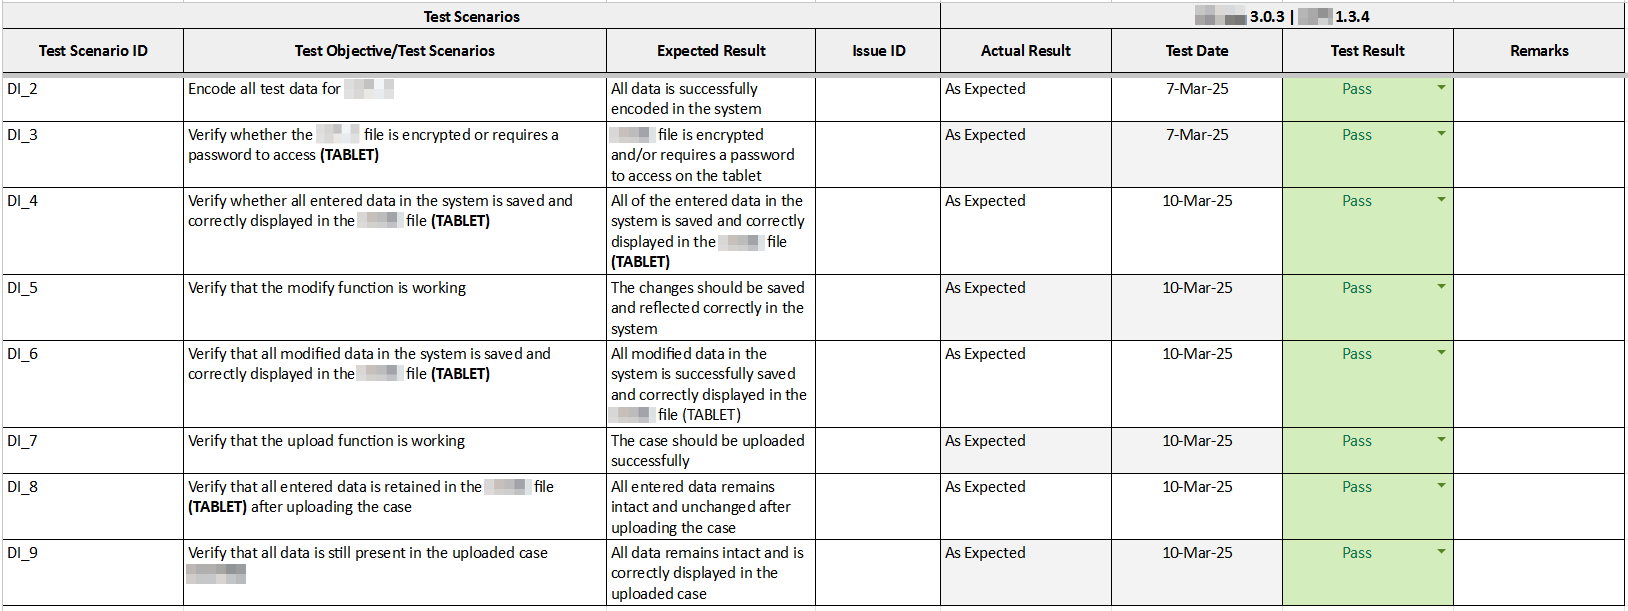 Test Scenarios
3.0.3 | 1.3.4
Test Scenario ID
Test Objective/Test Scenarios
Expected Result
Issue ID
Actual Result
Test Date
Test Result
Remarks
DI_2
Encode all test data for
All data is successfully
encoded in the system
As Expected
7-Mar-25
Pass
DI_3
Verify whether the file is encrypted or requires a
password to access (TABLET)
file is encrypted
and/or requires a password
to access on the tablet
As Expected
7-Mar-25
Pass
DI_4
Verify whether all entered data in the system is saved and
correctly displayed in the file (TABLET)
All of the entered data in the
system is saved and correctly
displayed in the file
(TABLET)
As Expected
10-Mar-25
Pass
DI_5
Verify that the modify function is working
The changes should be saved
and reflected correctly in the
system
As Expected
10-Mar-25
Pass
DI_6
Verify that all modified data in the system is saved and
correctly displayed in the file (TABLET)
All modified data in the
system is successfully saved
and correctly displayed in the
file (TABLET)
As Expected
10-Mar-25
Pass
DI_7
Verify that the upload function is working
The case should be uploaded
successfully
As Expected
10-Mar-25
Pass
DI_8
Verify that all entered data is retained in the file
(TABLET) after uploading the case
All entered data remains
intact and unchanged after
uploading the case
As Expected
10-Mar-25
Pass
DI_9
Verify that all data is still present in the uploaded case
All data remains intact and is
correctly displayed in the
uploaded case
As Expected
10-Mar-25
Pass